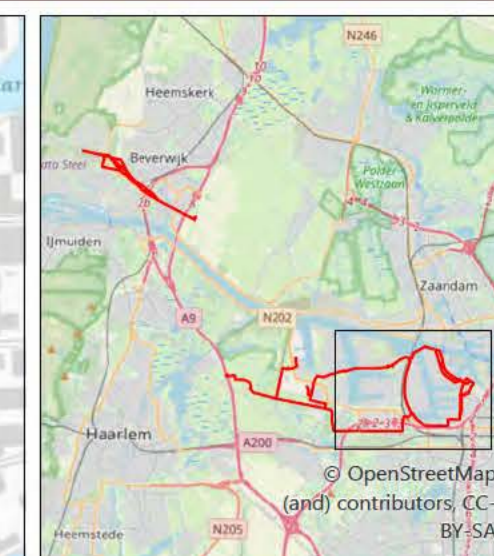 N246
10
Heemskerk
Wormer-
en Jisperveld
& Kalverpolder
Beverwijk
Polder
Westzaan
IJmuiden
Zaandam
A9
N202
Haarlem
A200
© OpenStreetMap
(and) contributors, CC-
BY-SA
N205
Heemstede